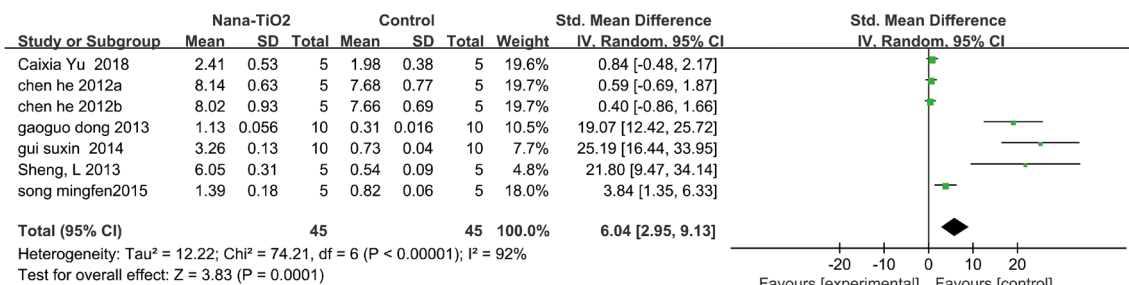 Nana-TiO2 Control Std. Mean Difference Std. Mean Difference
Study or Subgroup Mean SD Total Mean SD Total Weight IV, Random, 95% CI IV, Random, 95% CI
Caixia Yu 2018 2.41 0.53 5 1.98 0.38 5 19.6% 0.84 [-0.48, 2.17]
chen he 2012a 8.14 0.63 5 7.68 0.77 5 19.7% 0.59 [-0.69, 1.87]
chen he 2012b 8.02 0.93 5 7.66 0.69 5 19.7% 0.40 [-0.86, 1.66]
gaoguo dong 2013 1.13 0.056 10 0.31 0.016 10 10.5% 19.07 [12.42, 25.72]
gui suxin 2014 3.26 0.13 10 0.73 0.04 10 7.7% 25.19 [16.44, 33.95]
Sheng, L 2013 6.05 0.31 5 0.54 0.09 5 4.8% 21.80 [9.47, 34.14]
song mingfen2015 1.39 0.18 5 0.82 0.06 5 18.0% 3.84 [1.35, 6.33]
Total (95% CI) 45 45 100.0% 6.04 [2.95, 9.13]
Heterogeneity: Tau² = 12.22; Chi² = 74.21, df = 6 (P < 0.00001); I² = 92%
Test for overall effect: Z = 3.83 (P = 0.0001)
-20 -10 0 10 20
Favours [experimental] Favours [control]